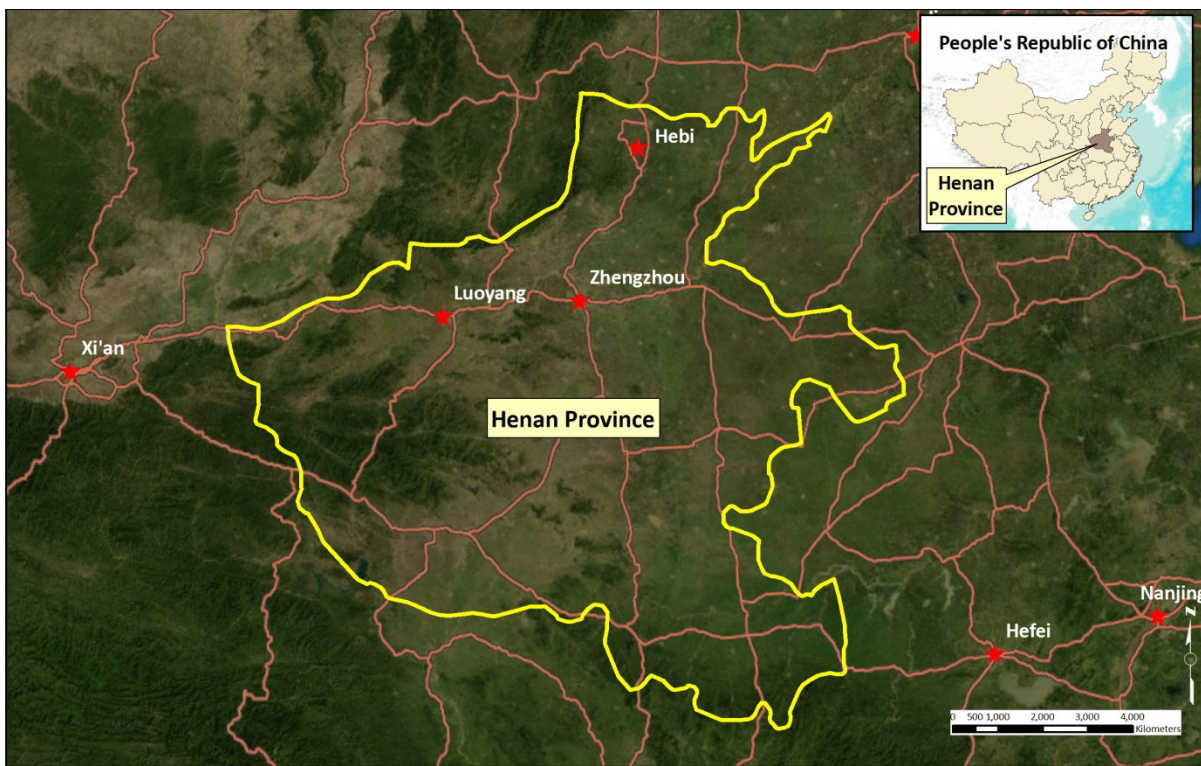 People's Republic of China
Henan
Province
Hebi
Zhengzhou
Luoyang
Xi'an
Henan Province
Nanjing
Hefei
0 500 1,000 2,000 3,000 4,000
Kilometers